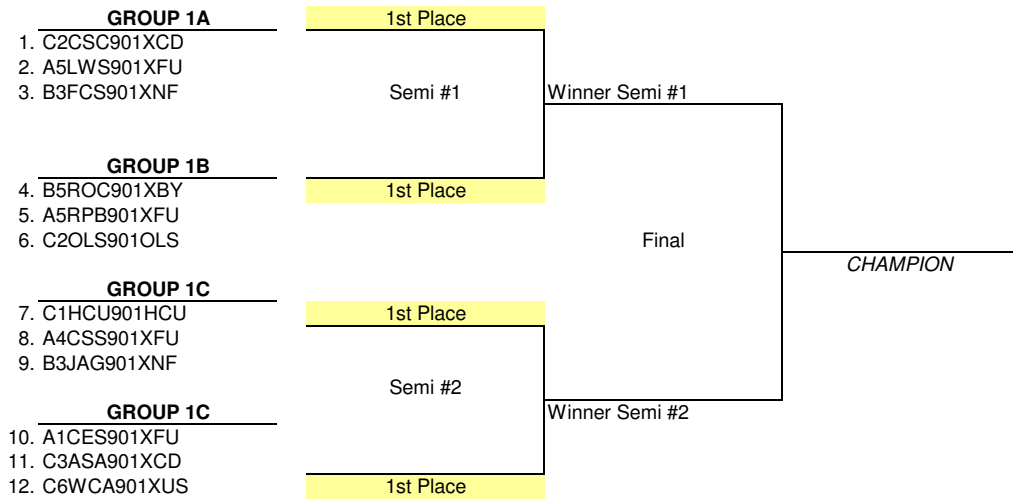 GROUP 1A 1st Place
1. C2CSC901XCD
2. A5LWS901XFU
3. B3FCS901XNF Semi #1 Winner Semi #1
GROUP 1B
4. B5ROC901XBY 1st Place
5. A5RPB901XFU
6. C2OLS901OLS Final
CHAMPION
GROUP 1C
7. C1HCU901HCU 1st Place
8. A4CSS901XFU
9. B3JAG901XNF
Semi #2
GROUP 1C Winner Semi #2
10. A1CES901XFU
11. C3ASA901XCD
12. C6WCA901XUS 1st Place